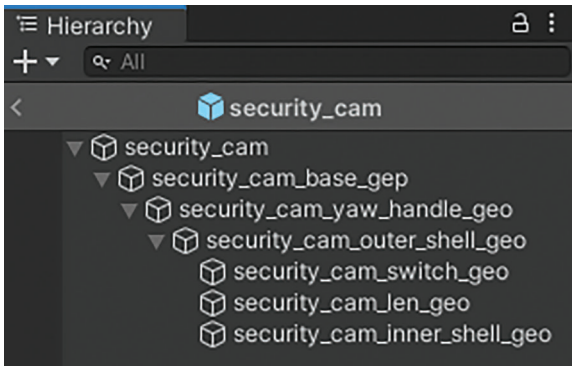 Hierarchy
All
security_cam
security_cam
security_cam_base_gep
security_cam_yaw_handle_geo
security_cam_outer_shell_geo
security_cam_switch_geo
security_cam_len_geo
security_cam_inner_shell_geo